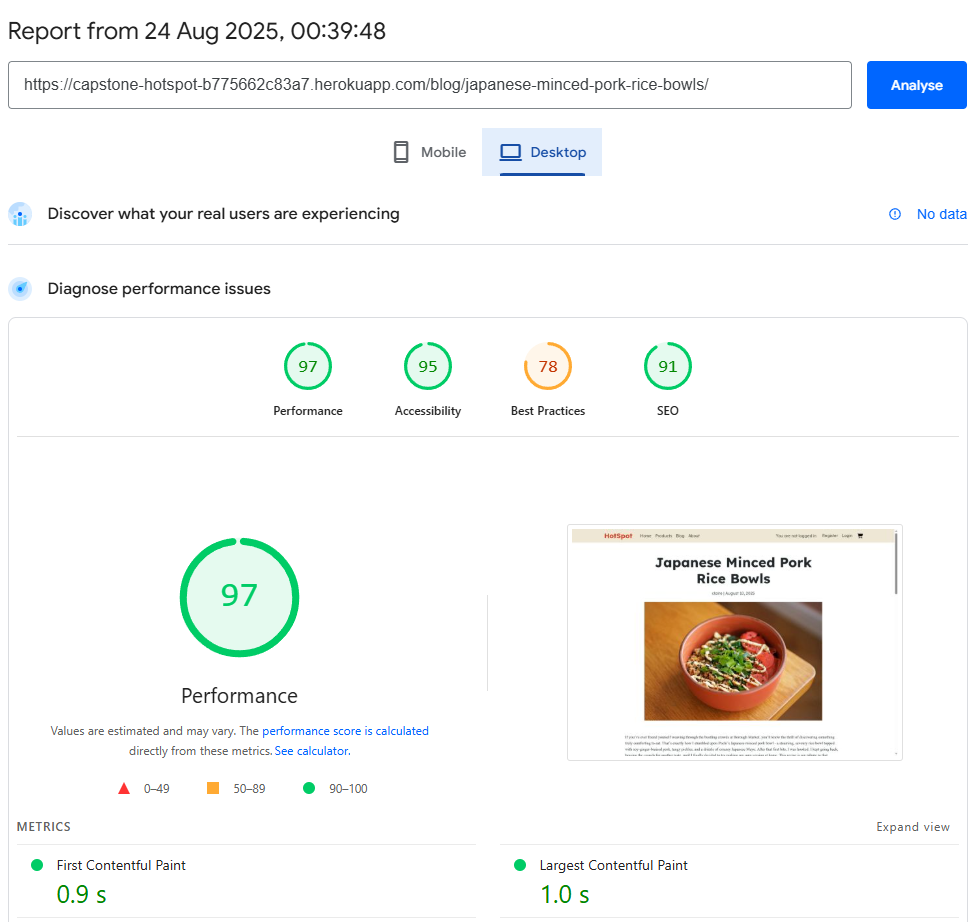 Report from 24 Aug 2025, 00:39:48
https://capstone-hotspot-b775662c83a7.herokuapp.com/blog/japanese-minced-pork-rice-bowls/
Analyse
Mobile
Desktop
Discover what your real users are experiencing
No data
Diagnose performance issues
97
95
78
91
Performance
Accessibility
Best Practices
SEO
97
Performance
Values are estimated and may vary. The performance score is calculated
directly from these metrics. See calculator.
0–49
50–89
90–100
HotSpot Home Products Blog About
You are not logged in Register Login
Japanese Minced Pork
Rice Bowls
August 10, 2025
METRICS
Expand view
First Contentful Paint
0.9 s
Largest Contentful Paint
1.0 s